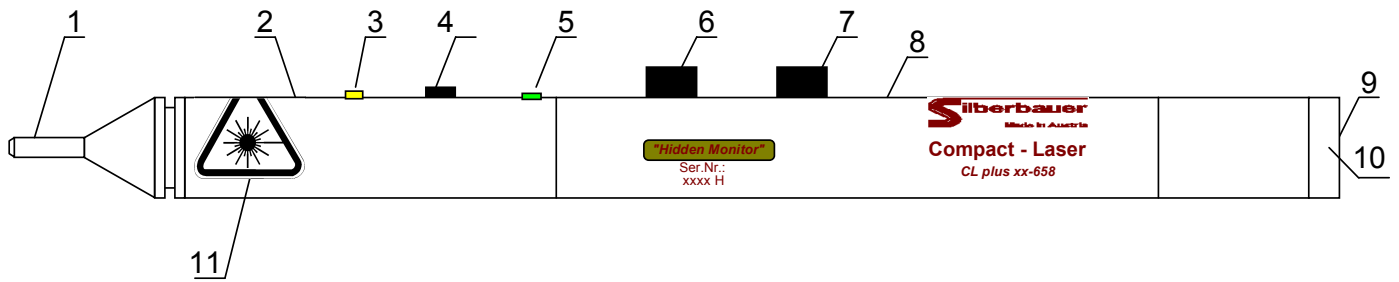 1 2 3 4 5 6 7 8 9
10
11
Silberbauer
Made in Austria
"Hidden Monitor"
Ser.Nr.:
xxxx H
Compact - Laser
CL plus xx-658